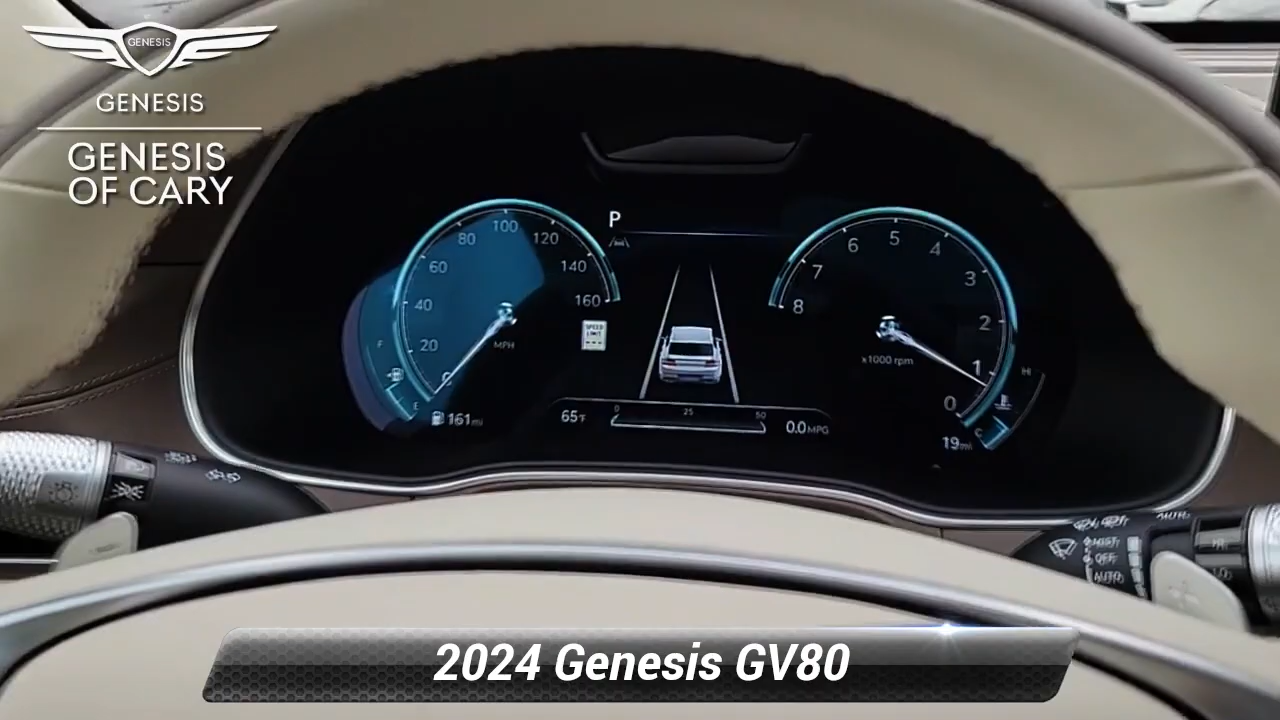 GENESIS
GENESIS
GENESIS
OF CARY
P
80
100
120
60
140
40
160
20
0
MPH
F
E
161mi
SPEED
LIMIT
65°F
0
25
50
0.0MPG
8
7
6
5
4
3
2
1
0
x1000 rpm
HI
C
19mi
MIST
OFF
AUTO
AUTO
2024 Genesis GV80